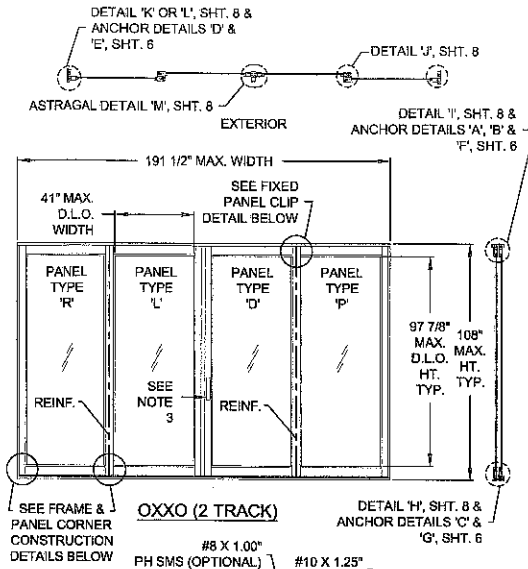 DETAIL 'K' OR 'L', SHT. 8 &
ANCHOR DETAILS 'D' &
'E', SHT. 6
DETAIL 'J', SHT. 8
ASTRAGAL DETAIL 'M', SHT. 8
EXTERIOR
DETAIL 'I', SHT. 8 &
ANCHOR DETAILS 'A', 'B' &
'F', SHT. 6
191 1/2" MAX. WIDTH
41" MAX.
D.L.O.
WIDTH
SEE FIXED
PANEL CLIP
DETAIL BELOW
PANEL
TYPE
'R'
PANEL
TYPE
'L'
PANEL
TYPE
'O'
PANEL
TYPE
'P'
97 7/8"
MAX.
D.L.O.
HT.
TYP.
108"
MAX.
HT.
TYP.
REINF.
SEE
NOTE
3
REINF.
SEE FRAME &
PANEL CORNER
CONSTRUCTION
DETAILS BELOW
OXXO (2 TRACK)
DETAIL 'H', SHT. 8 &
ANCHOR DETAILS 'C' &
'G', SHT. 6
#8 X 1.00"
PH SMS (OPTIONAL)
#10 X 1.25"